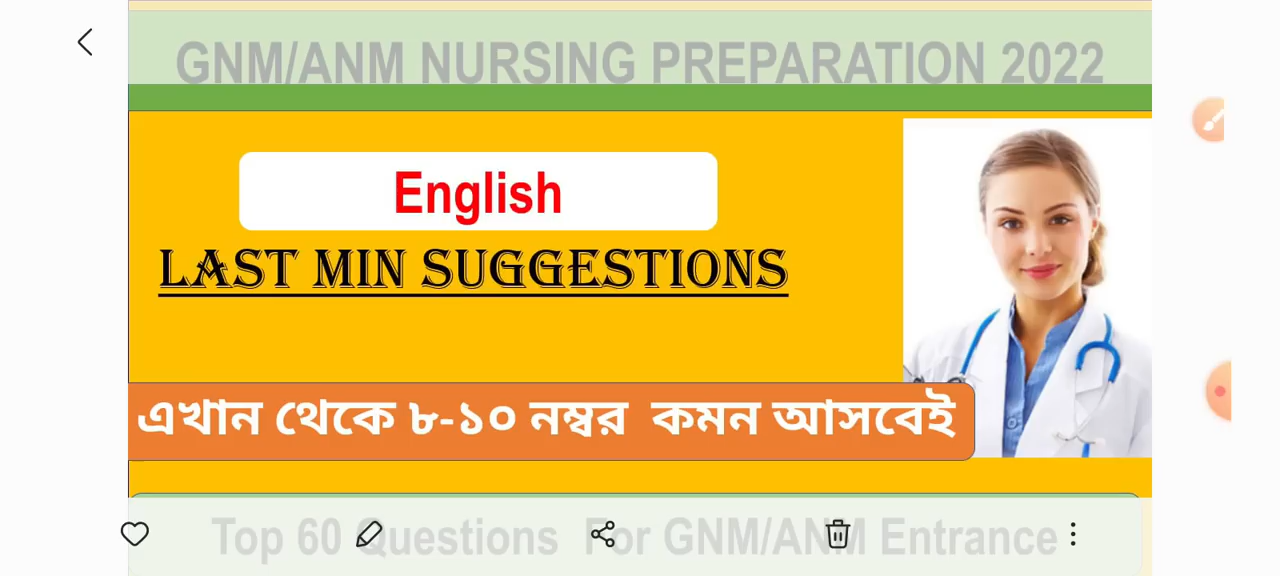 GNM/ANM NURSING PREPARATION 2022
English
LAST MIN SUGGESTIONS
এখান থেকে ৮-১০ নম্বর কমন আসবেই
Top 60 Questions For GNM/ANM Entrance